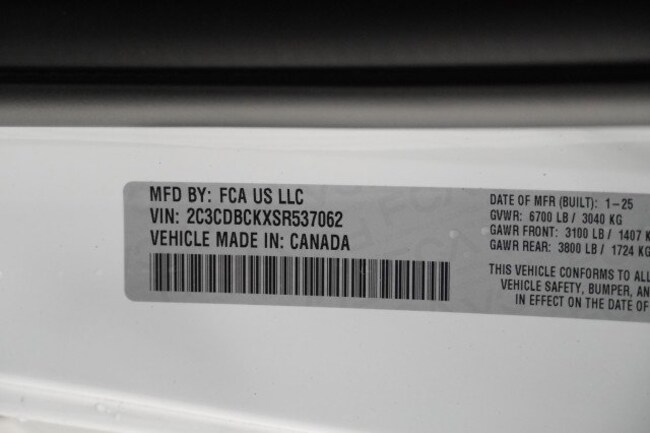 MFD BY: FCA US LLC
VIN: 2C3CDBCKXSR537062
VEHICLE MADE IN: CANADA
DATE OF MFR (BUILT): 1-25
GVWR: 6700 LB / 3040 KG
GAWR FRONT: 3100 LB / 1407 K
GAWR REAR: 3800 LB / 1724 KG
THIS VEHICLE CONFORMS TO ALL
VEHICLE SAFETY, BUMPER, AN
IN EFFECT ON THE DATE OF